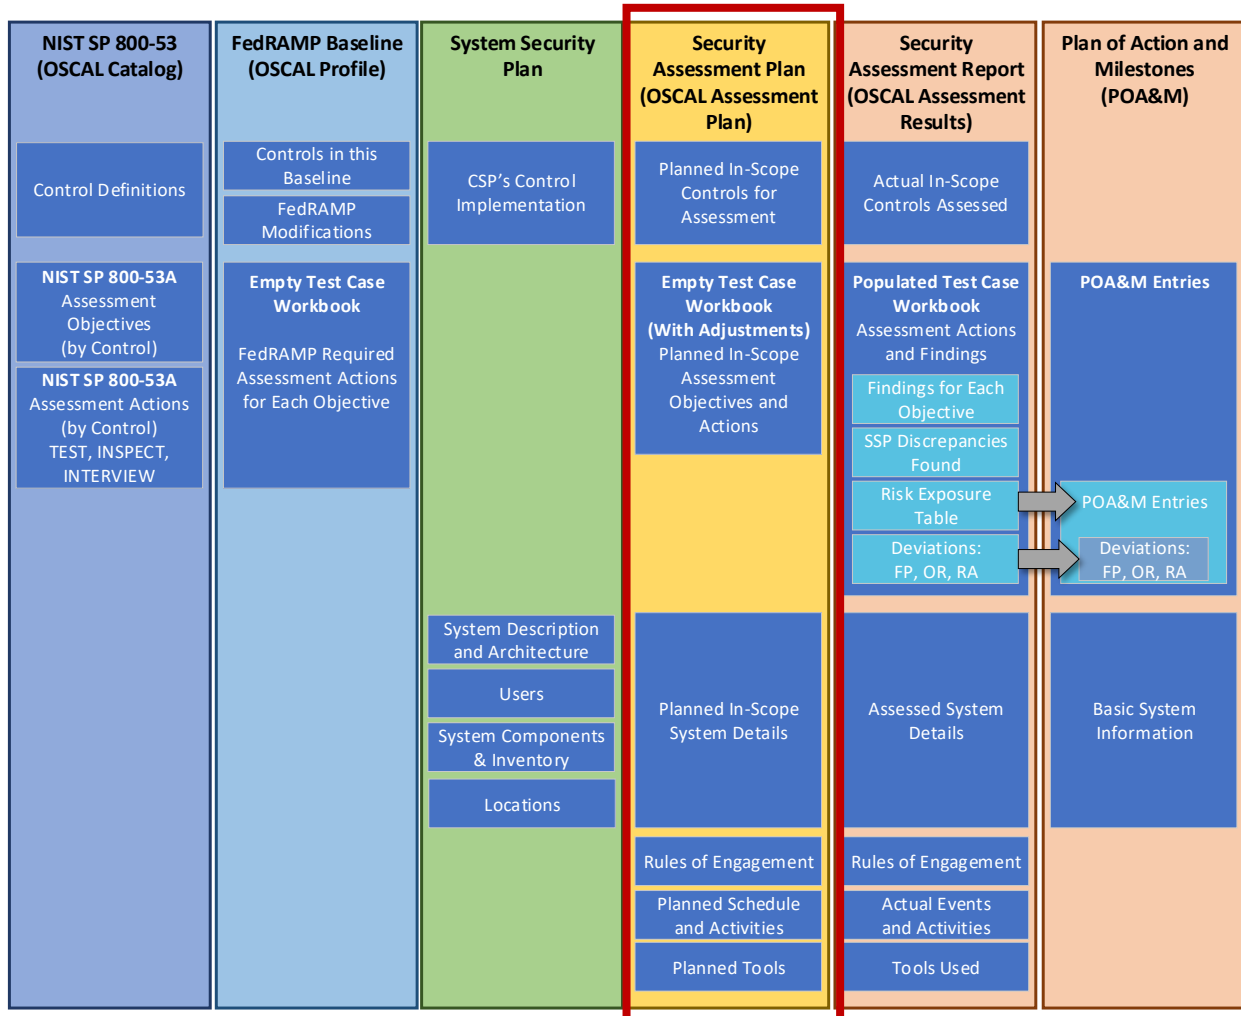 NIST SP 800-53
(OSCAL Catalog)
Control Definitions
NIST SP 800-53A
Assessment
Objectives
(by Control)
NIST SP 800-53A
Assessment Actions
(by Control)
TEST, INSPECT,
INTERVIEW
FedRAMP Baseline
(OSCAL Profile)
Controls in this
Baseline
FedRAMP
Modifications
Empty Test Case
Workbook
FedRAMP Required
Assessment Actions
for Each Objective
System Security
Plan
CSP's Control
Implementation
System Description
and Architecture
Users
System Components
& Inventory
Locations
Security
Assessment Plan
(OSCAL Assessment
Plan)
Planned In-Scope
Controls for
Assessment
Empty Test Case
Workbook
(With Adjustments)
Planned In-Scope
Assessment
Objectives and
Actions
Planned In-Scope
System Details
Rules of Engagement
Planned Schedule
and Activities
Planned Tools
Security
Assessment Report
(OSCAL Assessment
Results)
Actual In-Scope
Controls Assessed
Populated Test Case
Workbook
Assessment Actions
and Findings
Findings for Each
Objective
SSP Discrepancies
Found
Risk Exposure
Table
Deviations:
FP, OR, RA
Assessed System
Details
Rules of Engagement
Actual Events
and Activities
Tools Used
Plan of Action and
Milestones
(POA&M)
POA&M Entries
POA&M Entries
Deviations:
FP, OR, RA
Basic System
Information